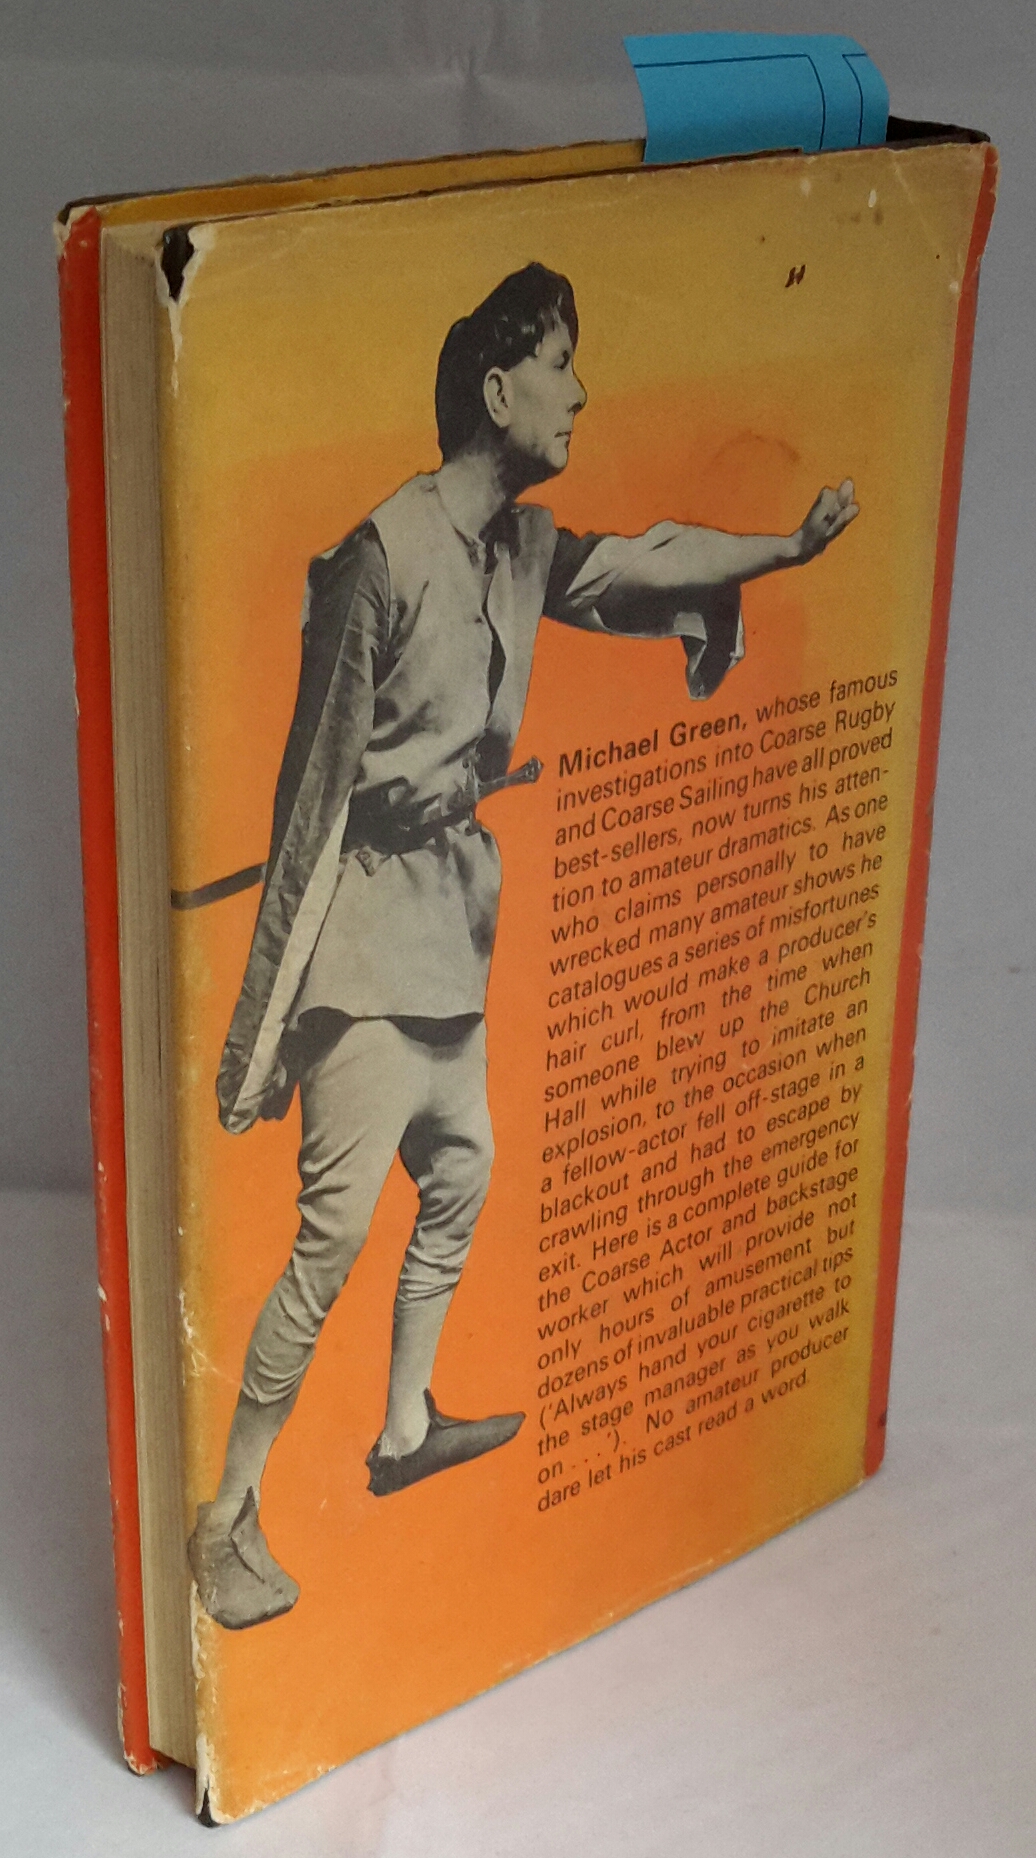 Michael Green, whose famous
investigations into Coarse Rugby
and Coarse Sailing have all proved
best-sellers, now turns his atten-
tion to amateur dramatics. As one
who claims personally to have
wrecked many amateur shows he
catalogues a series of misfortunes
which would make a producer's
hair curl, from the time when
someone blew up the Church
Hall while trying to imitate an
explosion, to the occasion when
a fellow-actor fell off-stage in a
blackout and had to escape by
crawling through the emergency
exit. Here is a complete guide for
the Coarse Actor and backstage
worker which will provide not
only hours of amusement but
dozens of invaluable practical tips
('Always hand your cigarette to
the stage manager as you walk
on . . .'). No amateur producer
dare let his cast read a word.